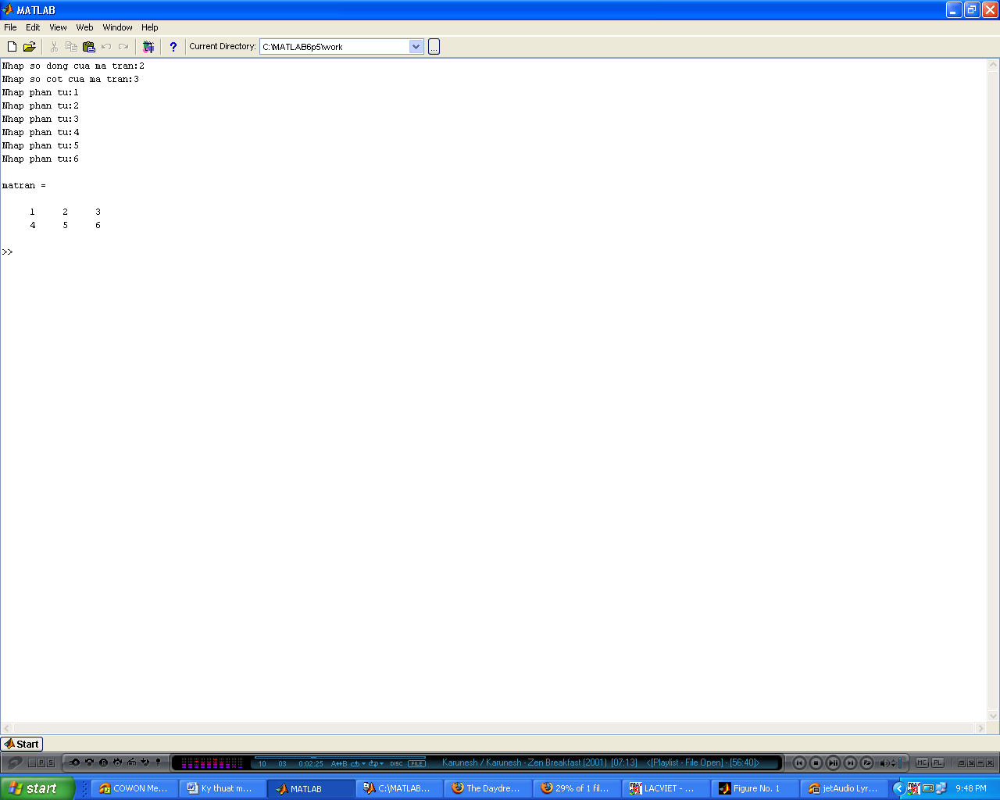 MATLAB
File Edit View Web Window Help
Current Directory: C:\MATLAB6p5\work ...
Nhap so dong cua ma tran:2
Nhap so cot cua ma tran:3
Nhap phan tu:1
Nhap phan tu:2
Nhap phan tu:3
Nhap phan tu:4
Nhap phan tu:5
Nhap phan tu:6
matran =
1 2 3
4 5 6
>>
Start
10 03 0:02:25 A↔B DISC FILE Karunesh / Karunesh - Zen Breakfast (2001) [07:13] <[Playlist - File Open] - [56:40]> MC PL
start COWON Me... Ky thuat m... MATLAB C:\MATLAB... The Daydre... 29% of 1 fil... LACVIET - ... Figure No. 1 jetAudio Lyr... 9:48 PM